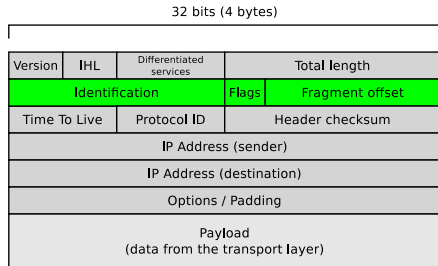 32 bits (4 bytes)
Version IHL Differentiated services Total length
Identification Flags Fragment offset
Time To Live Protocol ID Header checksum
IP Address (sender)
IP Address (destination)
Options / Padding
Payload
(data from the transport layer)